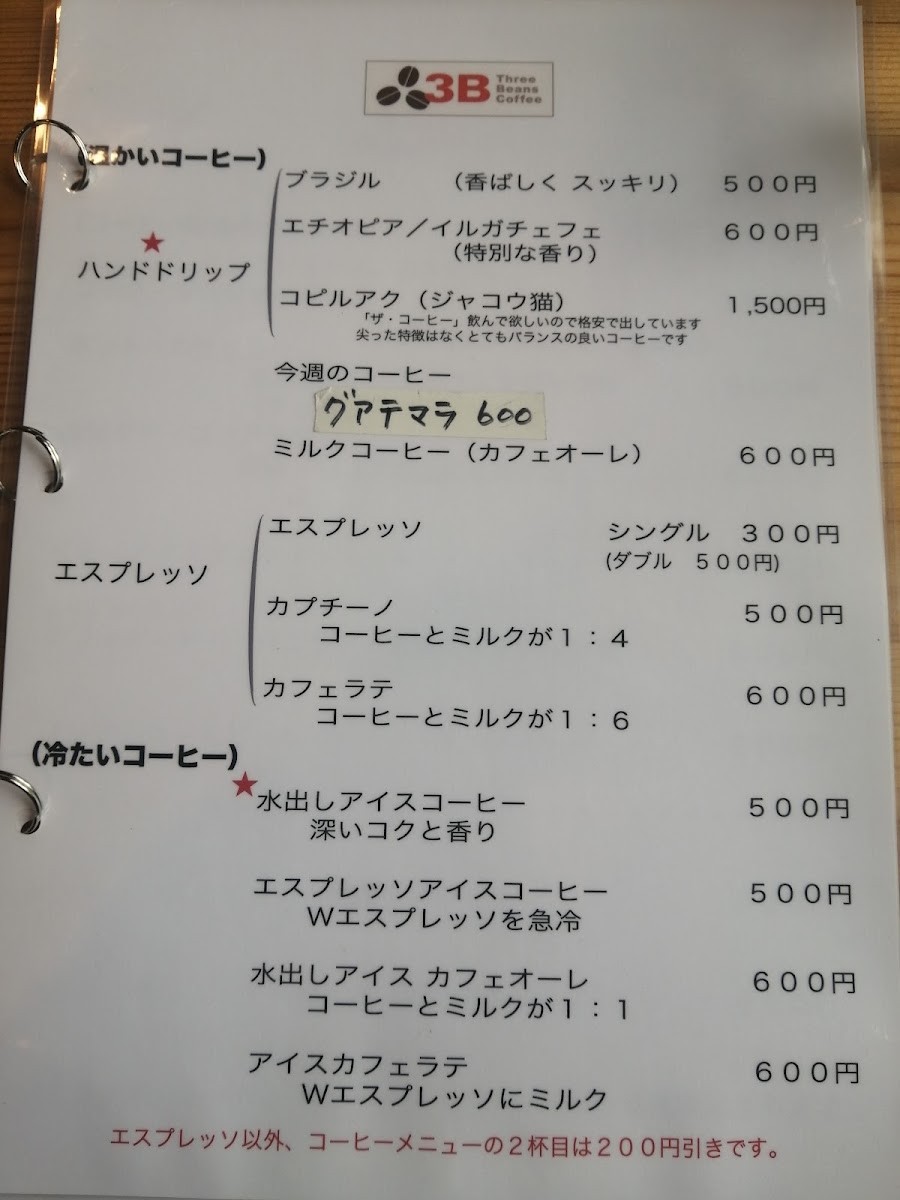 3B Three Beans Coffee
(温かいコーヒー)
★
ハンドドリップ
ブラジル （香ばしく スッキリ） ５００円
エチオピア／イルガチェフェ ６００円
（特別な香り）
コピルアク（ジャコウ猫） 1,500円
「ザ・コーヒー」飲んで欲しいので格安で出しています
尖った特徴はなくとてもバランスの良いコーヒーです
今週のコーヒー
グアテマラ 600
ミルクコーヒー（カフェオーレ） ６００円
エスプレッソ
エスプレッソ シングル ３００円
(ダブル ５００円)
カプチーノ ５００円
コーヒーとミルクが１：４
カフェラテ ６００円
コーヒーとミルクが１：６
(冷たいコーヒー)
★
水出しアイスコーヒー ５００円
深いコクと香り
エスプレッソアイスコーヒー ５００円
Wエスプレッソを急冷
水出しアイス カフェオーレ ６００円
コーヒーとミルクが１：１
アイスカフェラテ ６００円
Wエスプレッソにミルク
エスプレッソ以外、コーヒーメニューの２杯目は２００円引きです。